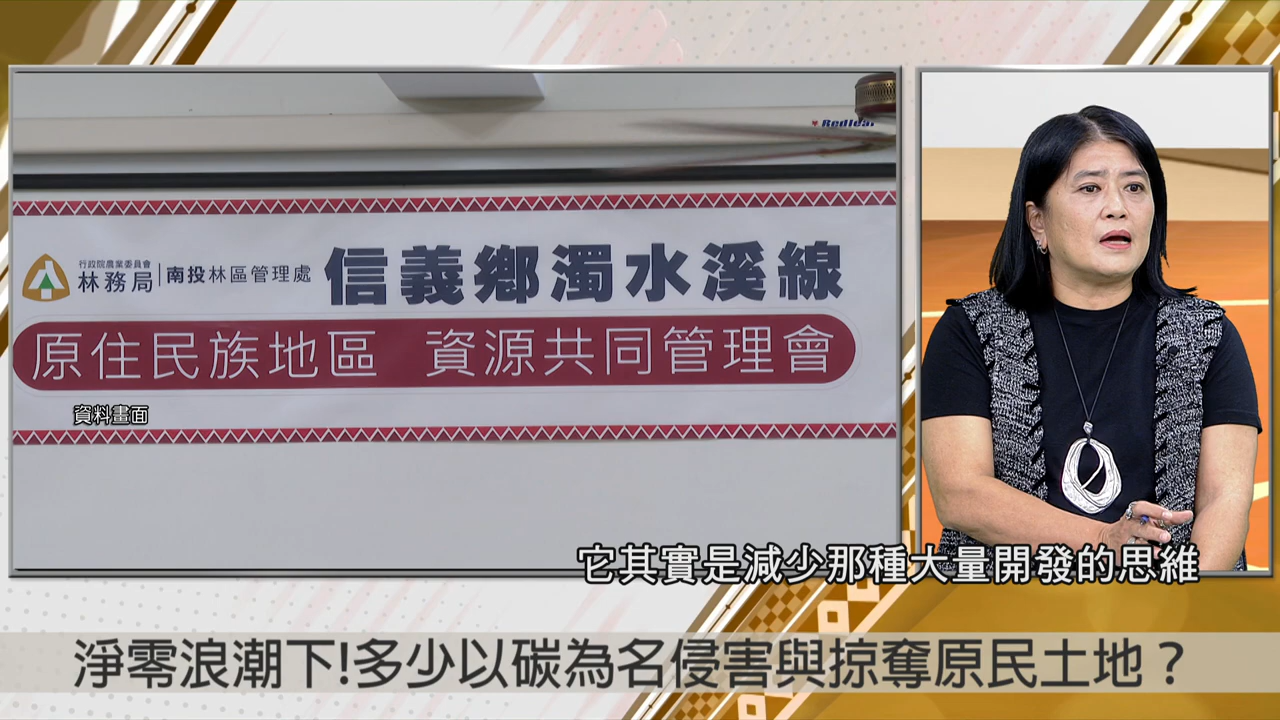 Redleaf
行政院農業委員會
林務局 南投林區管理處
信義鄉濁水溪線
原住民族地區 資源共同管理會
資料畫面
它其實是減少那種大量開發的思維
淨零浪潮下!多少以碳為名侵害與掠奪原民土地？